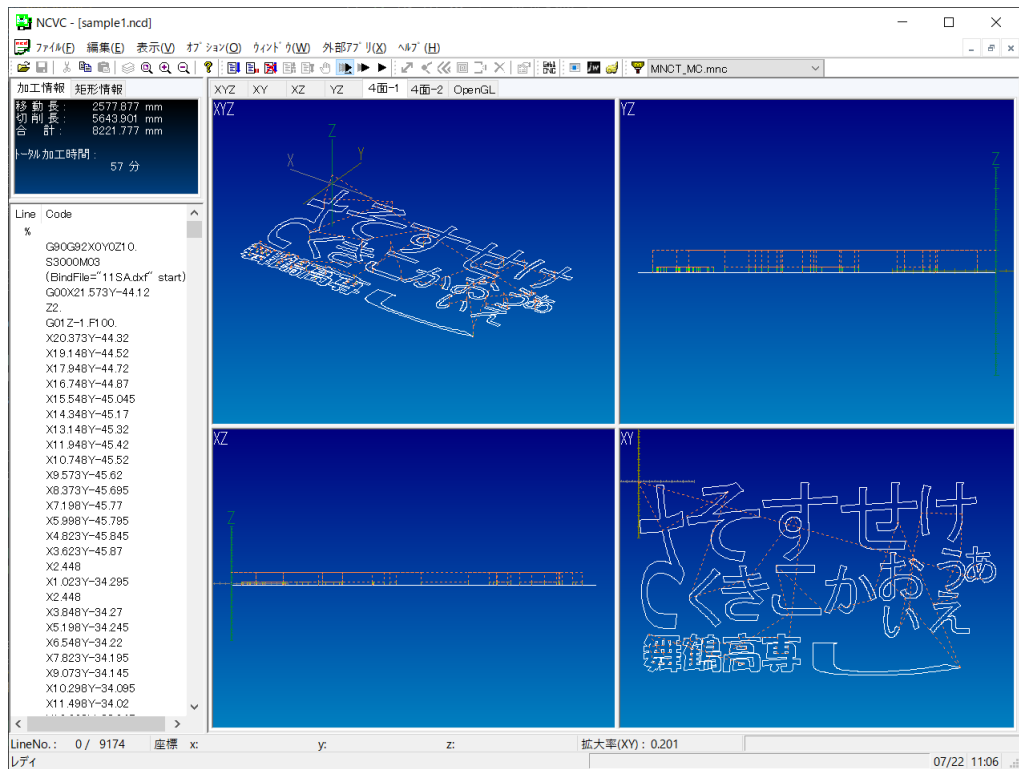 NCVC - [sample1.ncd]
ファイル(F) 編集(E) 表示(V) オプション(O) ウィンドウ(W) 外部アプリ(X) ヘルプ(H)
MNCT_MC.mnc
加工情報 矩形情報
XYZ XY XZ YZ 4面-1 4面-2 OpenGL
移動長: 2577.877 mm
切削長: 5643.901 mm
合 計: 8221.777 mm
トータル加工時間:
57 分
Line Code
%
G90G92X0Y0Z10.
S3000M03
(BindFile="11SA.dxf" start)
G00X21.573Y-44.12
Z2.
G01Z-1.F100.
X20.373Y-44.32
X19.148Y-44.52
X17.948Y-44.72
X16.748Y-44.87
X15.548Y-45.045
X14.348Y-45.17
X13.148Y-45.32
X11.948Y-45.42
X10.748Y-45.52
X9.573Y-45.62
X8.373Y-45.695
X7.198Y-45.77
X5.998Y-45.795
X4.823Y-45.845
X3.623Y-45.87
X2.448
X1.023Y-34.295
X2.448
X3.848Y-34.27
X5.198Y-34.245
X6.548Y-34.22
X7.823Y-34.195
X9.073Y-34.145
X10.298Y-34.095
X11.498Y-34.02
XYZ
Z
X
Y
YZ
Z
XZ
Z
XY
そすせけ
くきこかおうぁ
いえ
舞鶴高専
LineNo.: 0 / 9174 座標 x: y: z: 拡大率(XY) : 0.201
レディ 07/22 11:06